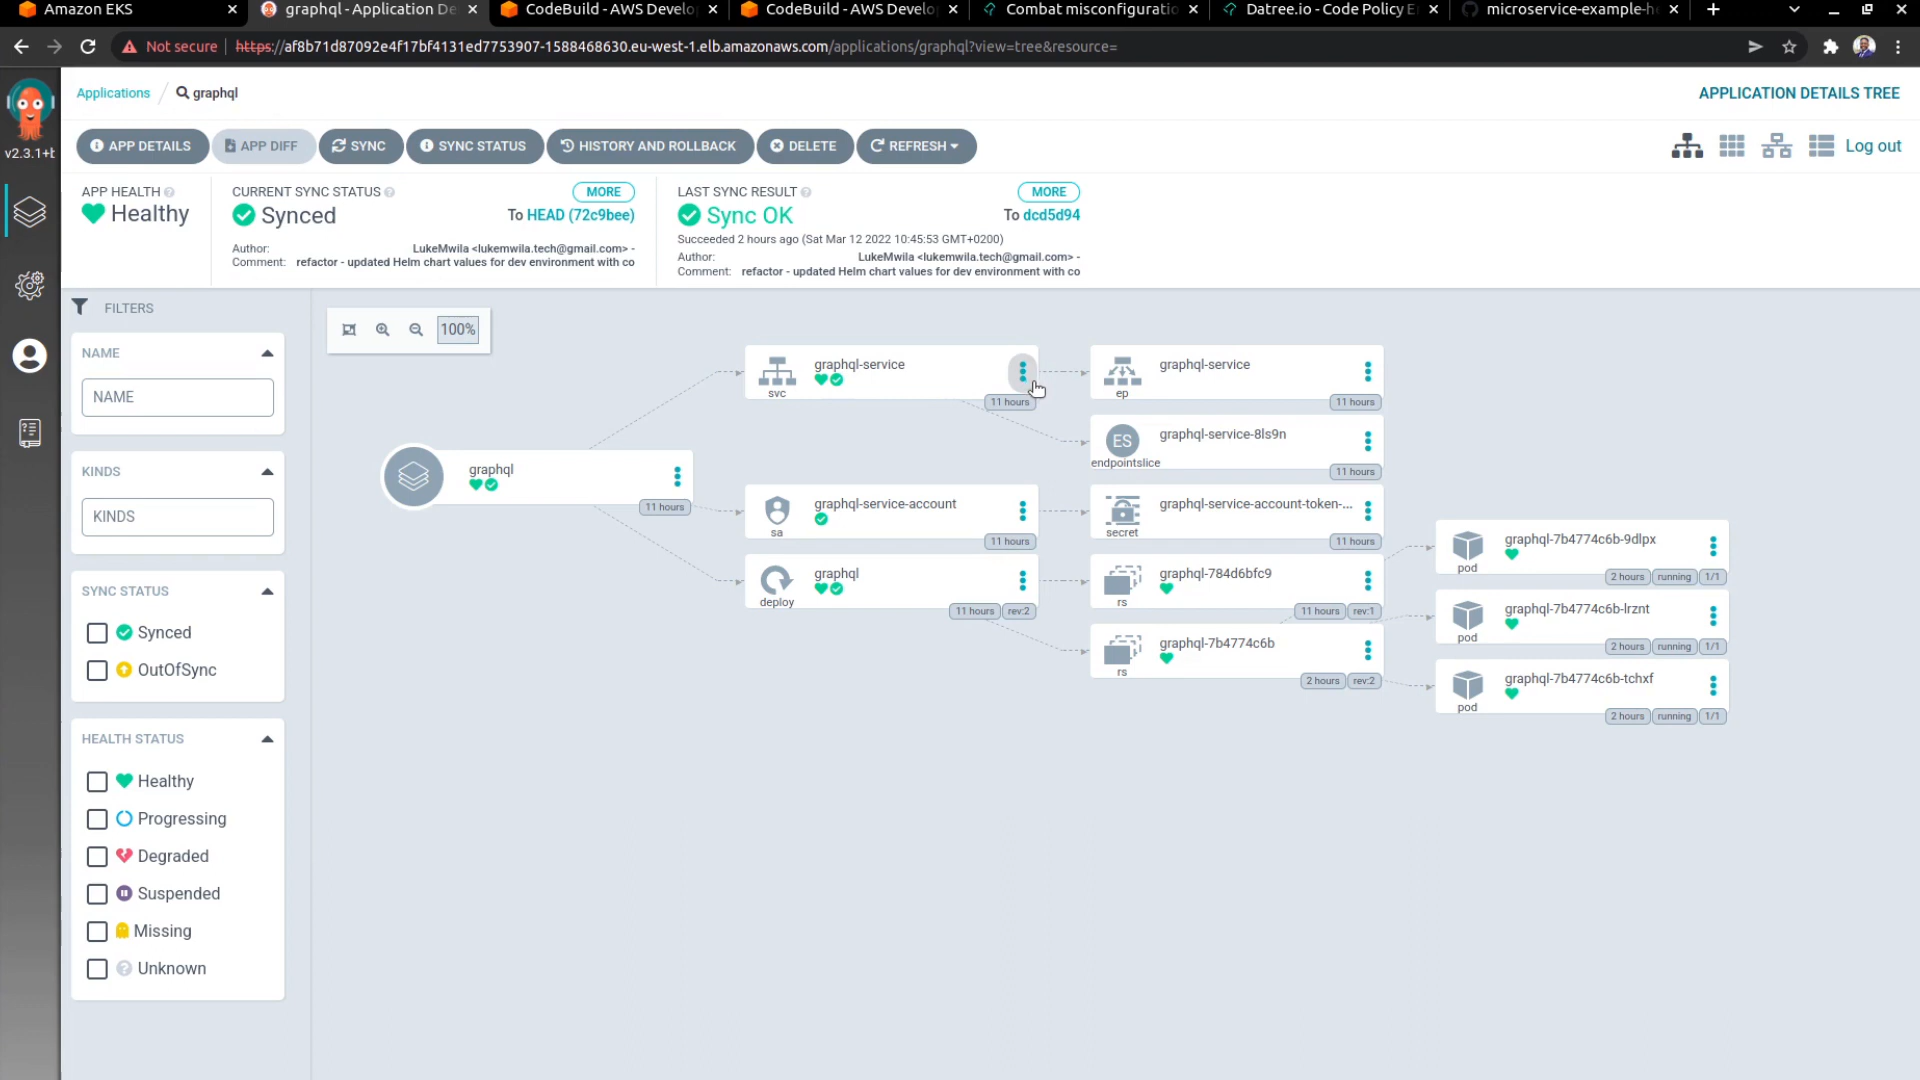 Amazon EKS
graphql - Application De
CodeBuild - AWS Develo
CodeBuild - AWS Develo
Combat misconfiguratio
Datree.io - Code Policy E
microservice-example-h
Not secure
https://af8b71d87092e4f17bf4131ed7753907-1588468630.eu-west-1.elb.amazonaws.com/applications/graphql?view=tree&resource=
v2.3.1+b
Applications / graphql
APPLICATION DETAILS TREE
APP DETAILS
APP DIFF
SYNC
SYNC STATUS
HISTORY AND ROLLBACK
DELETE
REFRESH
Log out
APP HEALTH
Healthy
CURRENT SYNC STATUS
MORE
Synced
To HEAD (72c9bee)
Author: LukeMwila <lukemwila.tech@gmail.com> -
Comment: refactor - updated Helm chart values for dev environment with co
LAST SYNC RESULT
MORE
Sync OK
To dcd5d94
Succeeded 2 hours ago (Sat Mar 12 2022 10:45:53 GMT+0200)
Author: LukeMwila <lukemwila.tech@gmail.com> -
Comment: refactor - updated Helm chart values for dev environment with co
FILTERS
NAME
NAME
KINDS
KINDS
SYNC STATUS
Synced
OutOfSync
HEALTH STATUS
Healthy
Progressing
Degraded
Suspended
Missing
Unknown
100%
graphql
11 hours
svc
graphql-service
11 hours
sa
graphql-service-account
11 hours
deploy
graphql
11 hours
rev:2
ep
graphql-service
11 hours
ES
endpointslice
graphql-service-8ls9n
11 hours
secret
graphql-service-account-token-...
11 hours
rs
graphql-784d6bfc9
11 hours
rev:1
rs
graphql-7b4774c6b
2 hours
rev:2
pod
graphql-7b4774c6b-9dlpx
2 hours
running
1/1
pod
graphql-7b4774c6b-lrznt
2 hours
running
1/1
pod
graphql-7b4774c6b-tchxf
2 hours
running
1/1